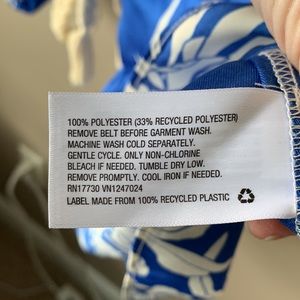 100% POLYESTER (33% RECYCLED POLYESTER)
REMOVE BELT BEFORE GARMENT WASH.
MACHINE WASH COLD SEPARATELY.
GENTLE CYCLE. ONLY NON-CHLORINE
BLEACH IF NEEDED. TUMBLE DRY LOW.
REMOVE PROMPTLY. COOL IRON IF NEEDED.
RN17730 VN1247024
LABEL MADE FROM 100% RECYCLED PLASTIC